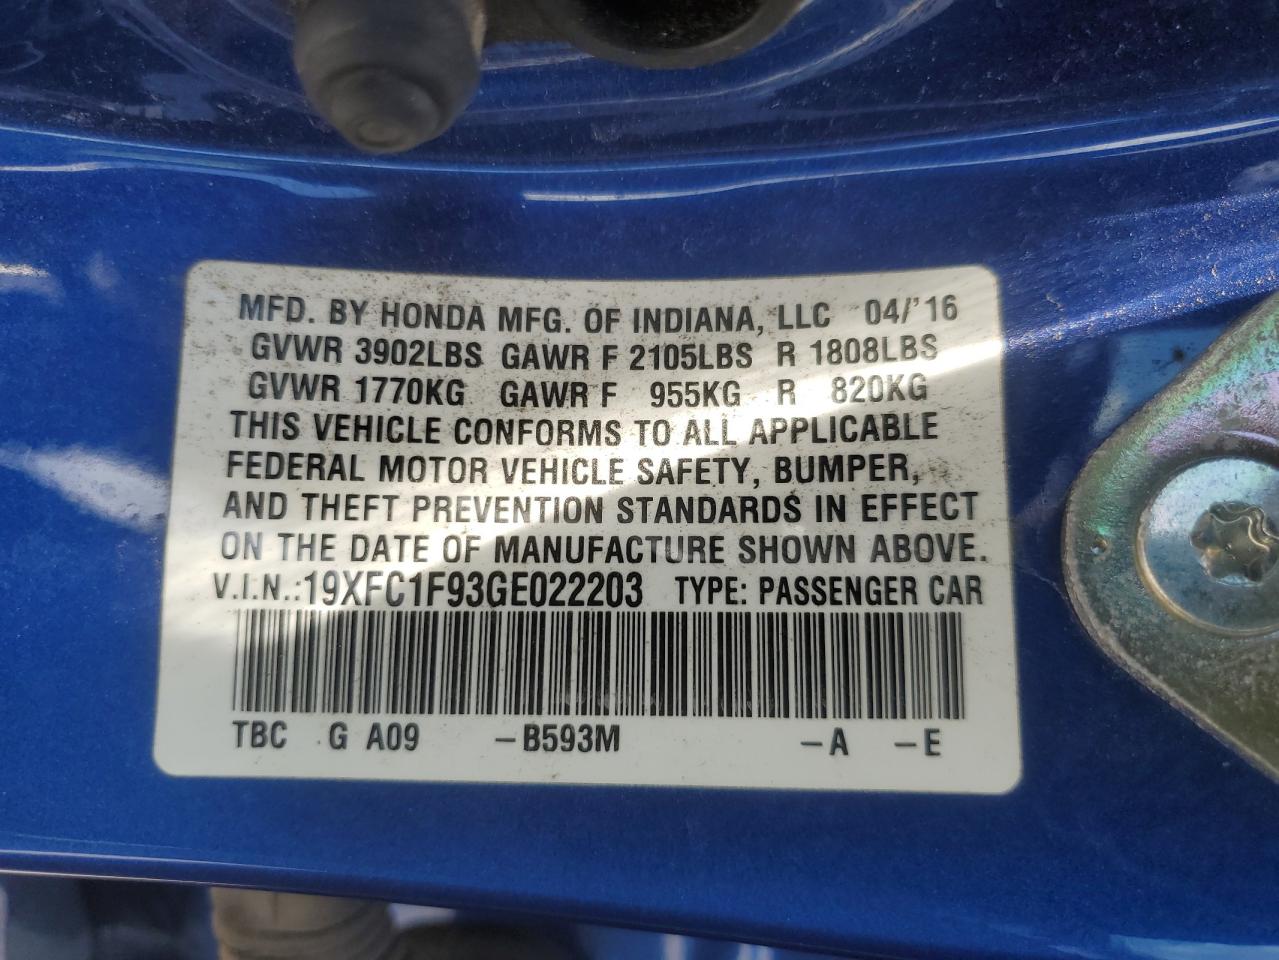 MFD. BY HONDA MFG. OF INDIANA, LLC 04/'16
GVWR 3902LBS GAWR F 2105LBS R 1808LBS
GVWR 1770KG GAWR F 955KG R 820KG
THIS VEHICLE CONFORMS TO ALL APPLICABLE
FEDERAL MOTOR VEHICLE SAFETY, BUMPER,
AND THEFT PREVENTION STANDARDS IN EFFECT
ON THE DATE OF MANUFACTURE SHOWN ABOVE.
V.I.N.:19XFC1F93GE022203 TYPE: PASSENGER CAR
TBC G A09 -B593M -A -E